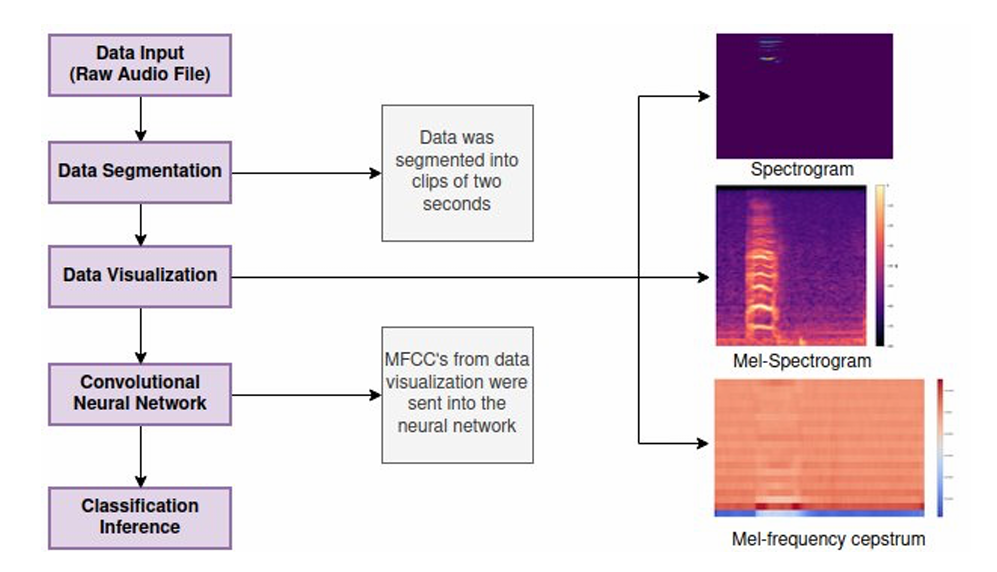 Data Input
(Raw Audio File)
Data Segmentation
Data was
segmented into
clips of two
seconds
Data Visualization
Convolutional
Neural Network
MFCC's from data
visualization were
sent into the
neural network
Classification
Inference
Spectrogram
Mel-Spectrogram
Mel-frequency cepstrum